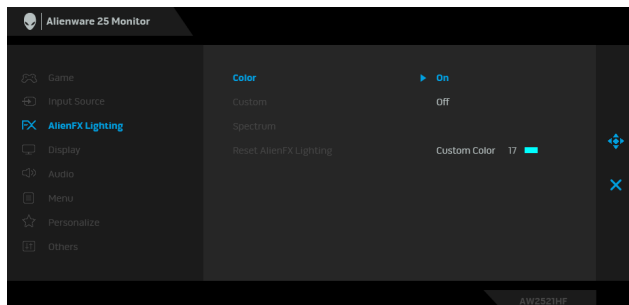 Alienware 25 Monitor
Game
Input Source
FX AlienFX Lighting
Display
Audio
Menu
Personalize
Others
Color
Custom
Spectrum
Reset AlienFX Lighting
On
Off
Custom Color 17
AW2521HF